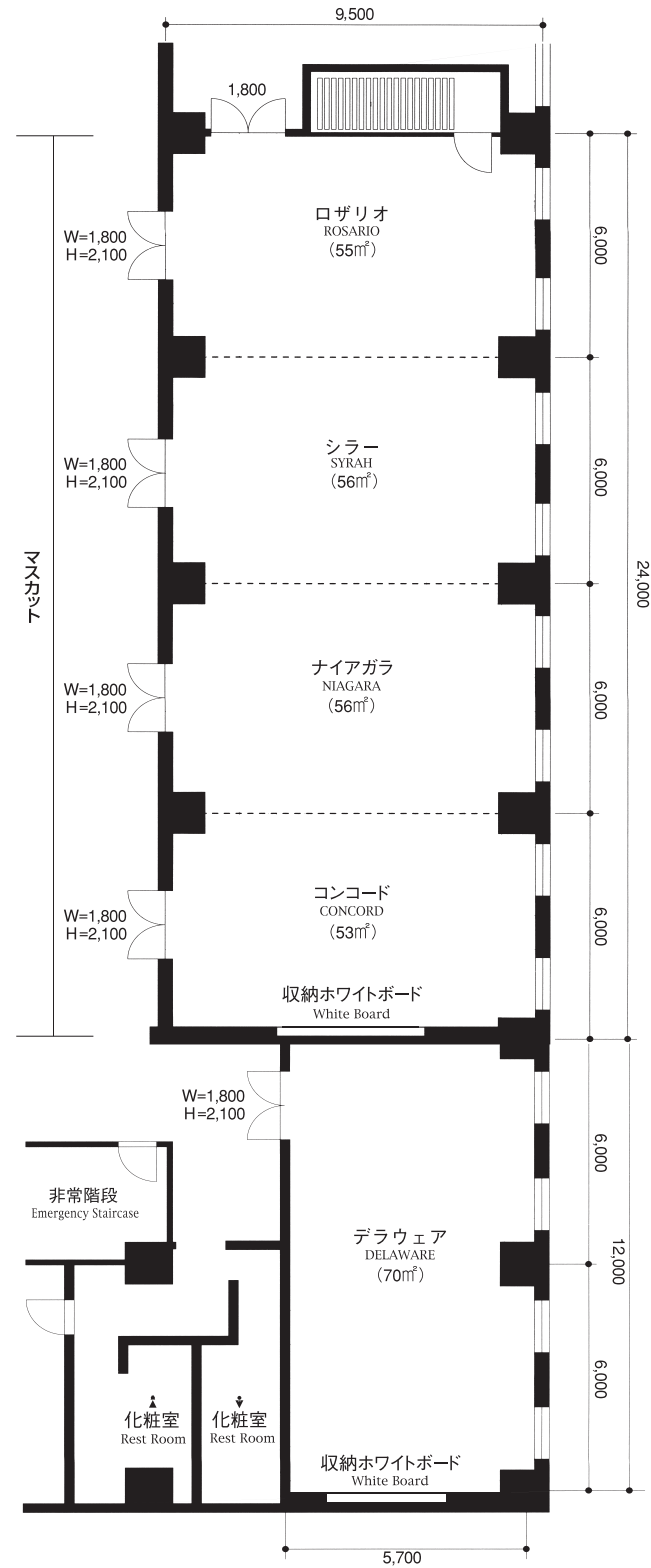 9,500
1,800
ロザリオ
ROSARIO
（55㎡）
W=1,800
H=2,100
6,000
シラー
SYRAH
（56㎡）
W=1,800
H=2,100
6,000
マスカット
24,000
ナイアガラ
NIAGARA
（56㎡）
W=1,800
H=2,100
6,000
コンコード
CONCORD
（53㎡）
W=1,800
H=2,100
6,000
収納ホワイトボード
White Board
W=1,800
H=2,100
6,000
非常階段
Emergency Staircase
デラウェア
DELAWARE
（70㎡）
12,000
6,000
化粧室
Rest Room
化粧室
Rest Room
収納ホワイトボード
White Board
5,700